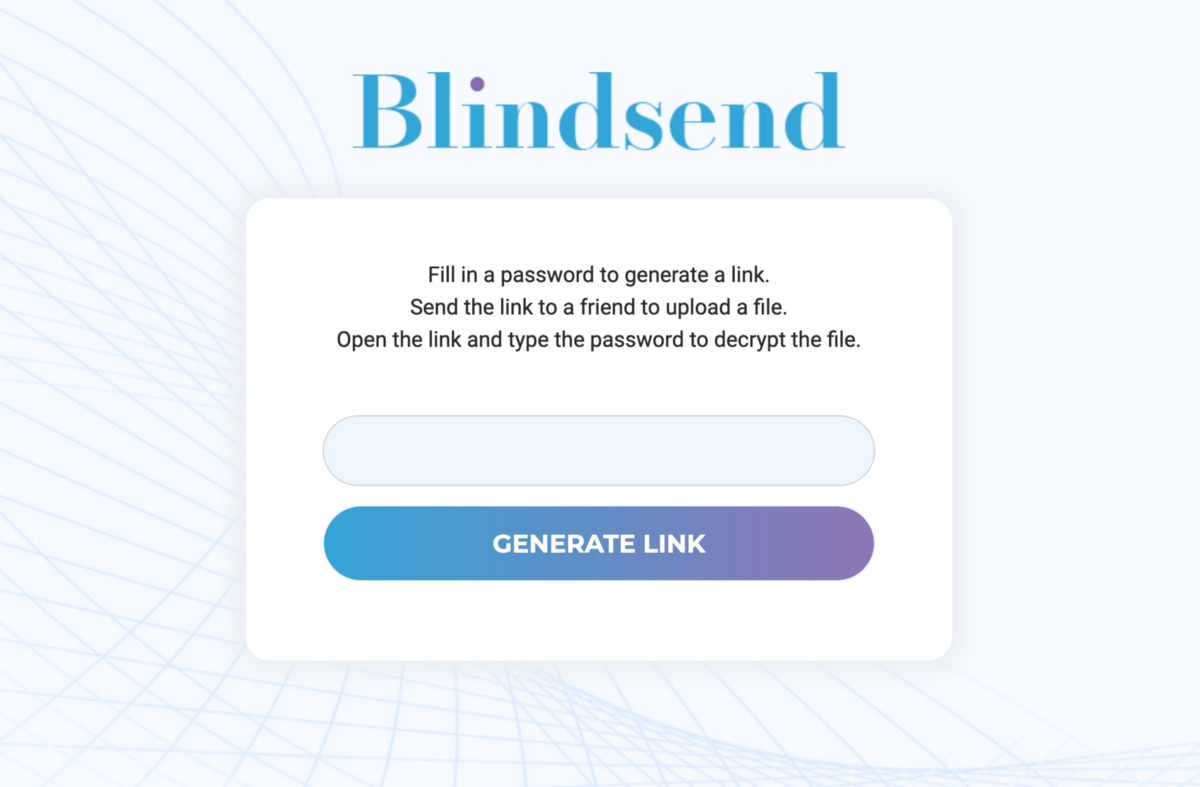 Blindsend
Fill in a password to generate a link.
Send the link to a friend to upload a file.
Open the link and type the password to decrypt the file.
GENERATE LINK